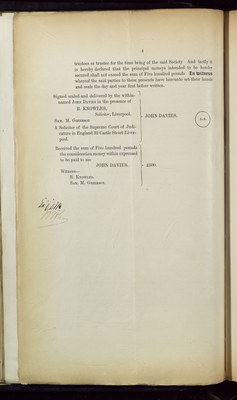 trustees or trustee for the time being of the said Society And lastly it
is hereby declared that the principal moneys intended to be hereby
secured shall not exceed the sum of Five hundred pounds In witness
whereof the said parties to these presents have hereunto set their hands
and seals the day and year first before written.
Signed sealed and delivered by the within-
named JOHN DAVIES in the presence of
R. KNOWLES,
Solicitor, Liverpool.
SAM. M.
A Solicitor of the Supreme Court of Judi-
cature in England 63 Castle Street Liver-
pool.
JOHN DAVIES.
L.S.
Received the sum of Five hundred pounds
the consideration money within expressed
to be paid to me
JOHN DAVIES.
£500.
Witness—
R. KNOWLES.
SAM. M.